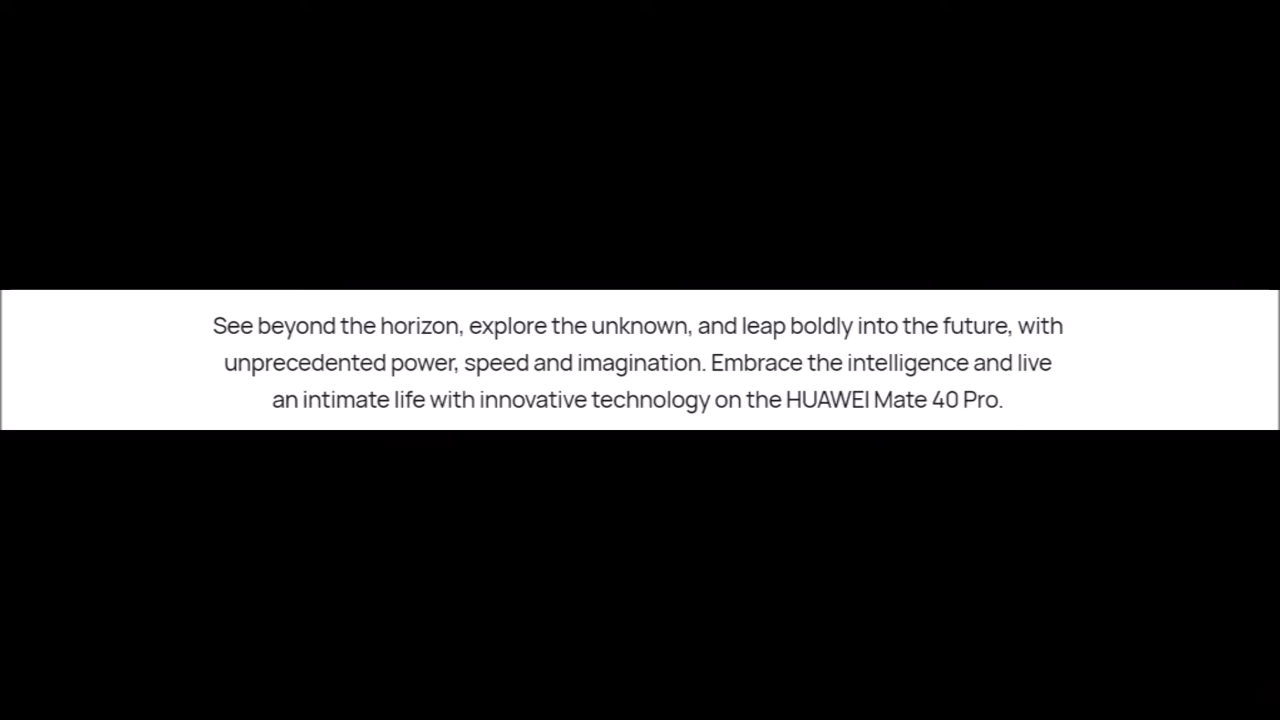 See beyond the horizon, explore the unknown, and leap boldly into the future, with
unprecedented power, speed and imagination. Embrace the intelligence and live
an intimate life with innovative technology on the HUAWEI Mate 40 Pro.